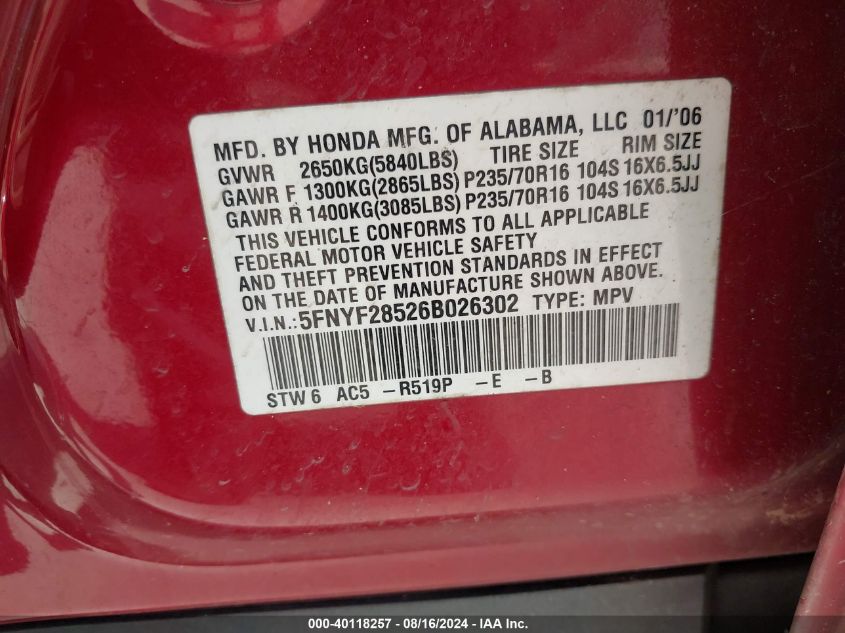 MFD. BY HONDA MFG. OF ALABAMA, LLC 01/'06
GVWR 2650KG(5840LBS) TIRE SIZE RIM SIZE
GAWR F 1300KG(2865LBS) P235/70R16 104S 16X6.5JJ
GAWR R 1400KG(3085LBS) P235/70R16 104S 16X6.5JJ
THIS VEHICLE CONFORMS TO ALL APPLICABLE
FEDERAL MOTOR VEHICLE SAFETY
AND THEFT PREVENTION STANDARDS IN EFFECT
ON THE DATE OF MANUFACTURE SHOWN ABOVE.
V.I.N.:5FNYF28526B026302 TYPE: MPV
STW 6 AC5 -R519P -E -B
000-40118257 - 08/16/2024 - IAAI Inc.